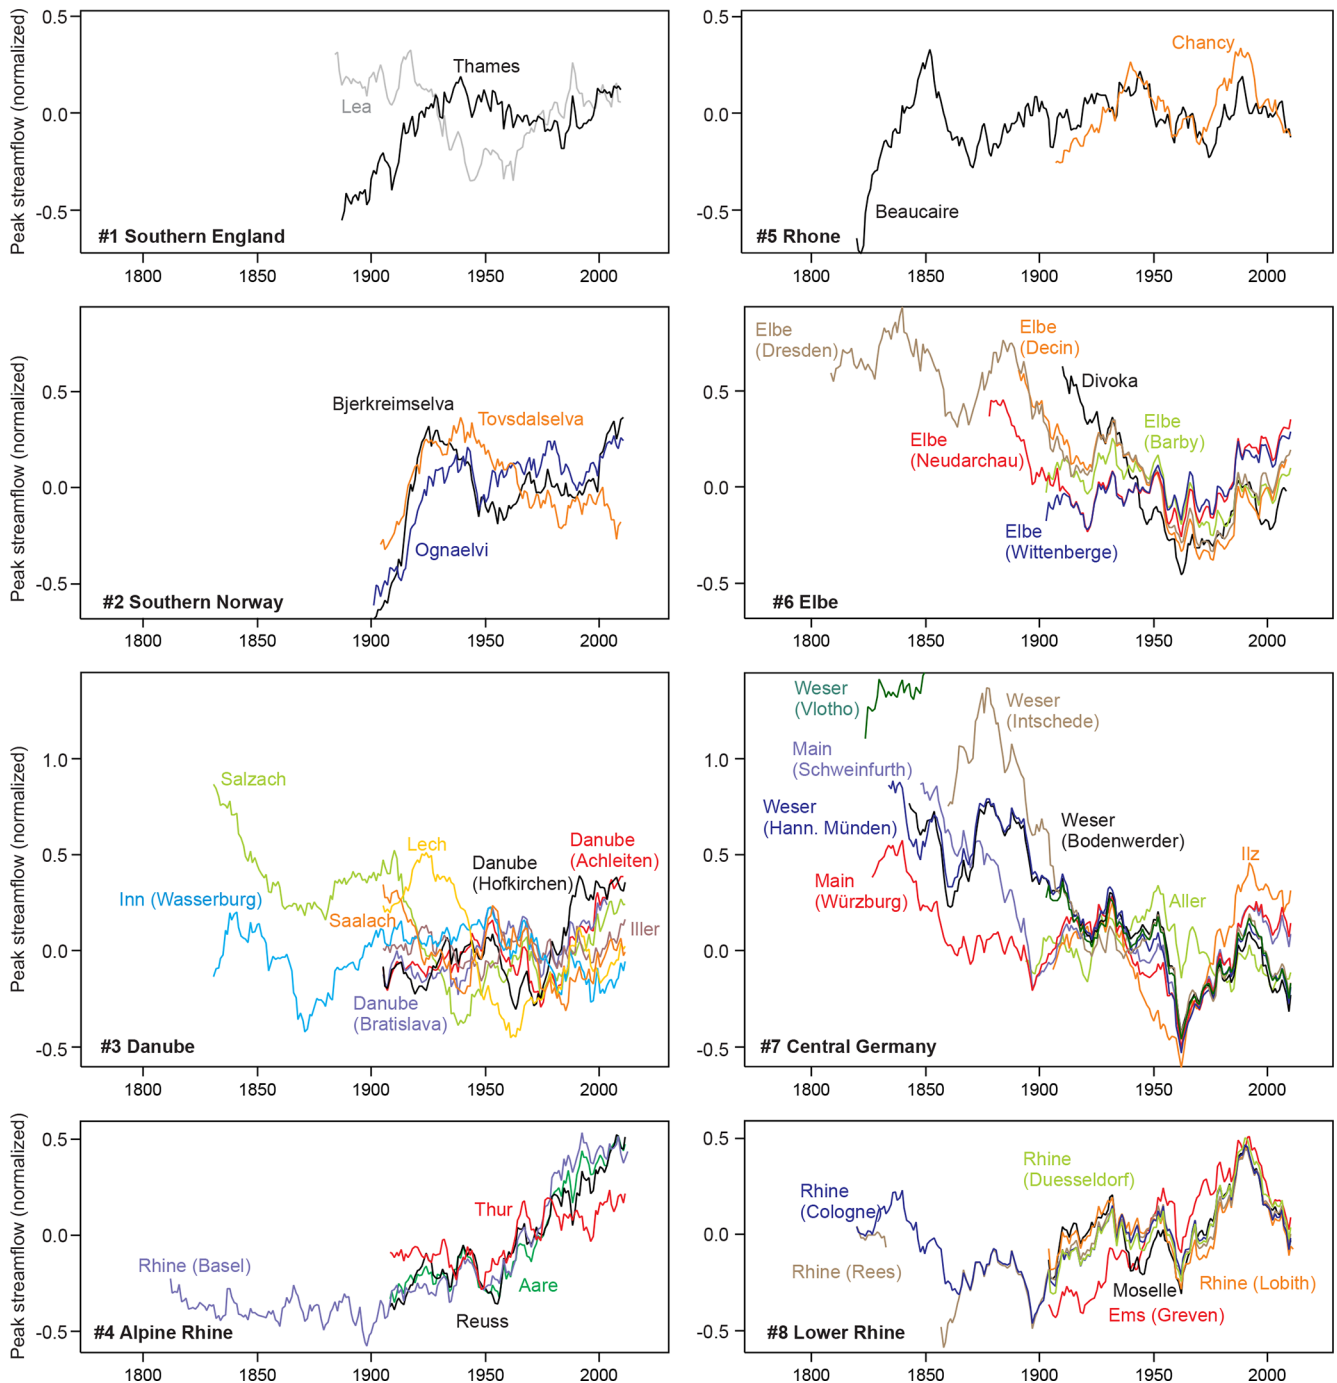 Peak streamflow (normalized)
0.5
0.0
-0.5
Lea
Thames
#1 Southern England
1800 1850 1900 1950 2000
0.5
0.0
-0.5
Chancy
Beaucaire
#5 Rhone
1800 1850 1900 1950 2000
Peak streamflow (normalized)
0.5
0.0
-0.5
Bjerkreimselva
Tovsdalselva
Ognaelvi
#2 Southern Norway
1800 1850 1900 1950 2000
0.5
0.0
-0.5
Elbe
(Dresden)
Elbe
(Decin)
Divoka
Elbe
(Barby)
Elbe
(Neudarchau)
Elbe
(Wittenberge)
#6 Elbe
1800 1850 1900 1950 2000
Peak streamflow (normalized)
1.0
0.5
0.0
-0.5
Salzach
Lech
Danube
(Hofkirchen)
Danube
(Achleiten)
Inn (Wasserburg)
Saalach
Iller
Danube
(Bratislava)
#3 Danube
1800 1850 1900 1950 2000
1.0
0.5
0.0
-0.5
Weser
(Vlotho)
Weser
(Intschede)
Main
(Schweinfurth)
Weser
(Hann. Münden)
Weser
(Bodenwerder)
Main
(Würzburg)
Ilz
Aller
#7 Central Germany
1800 1850 1900 1950 2000
Peak streamflow (normalized)
0.5
0.0
-0.5
Thur
Rhine (Basel)
Aare
Reuss
#4 Alpine Rhine
1800 1850 1900 1950 2000
0.5
0.0
-0.5
Rhine
(Duesseldorf)
Rhine
(Cologne)
Rhine (Rees)
Moselle
Rhine (Lobith)
Ems (Greven)
#8 Lower Rhine
1800 1850 1900 1950 2000